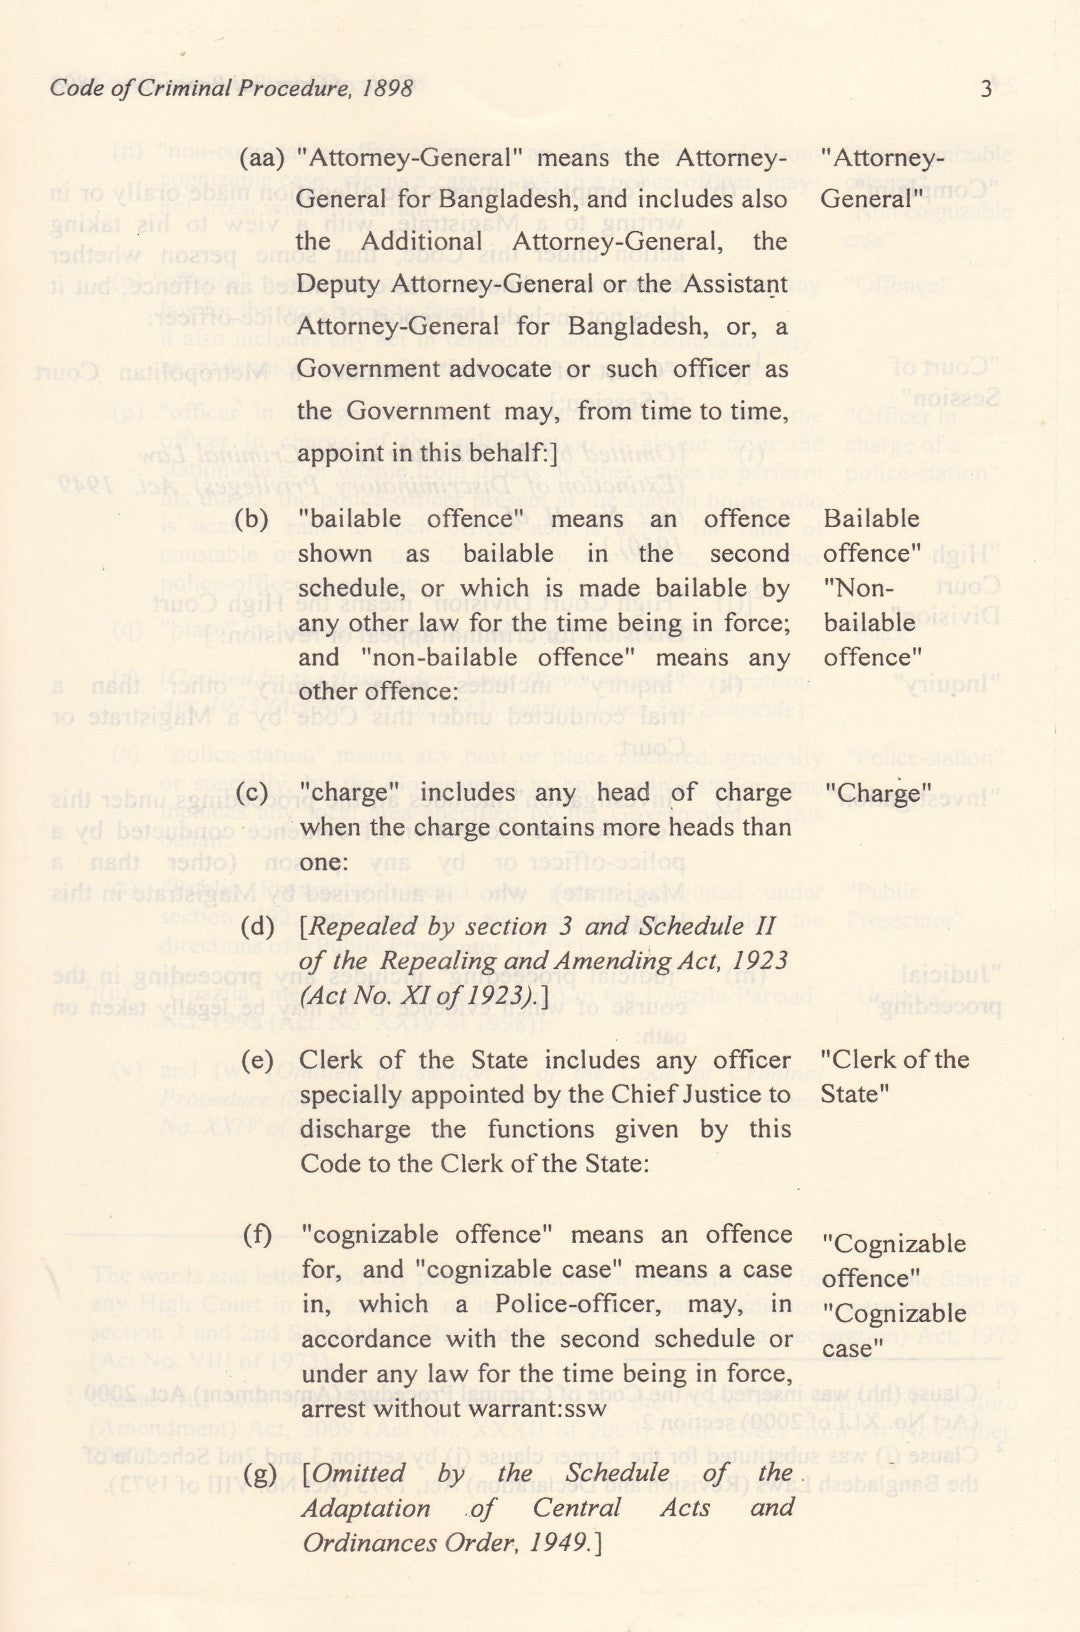 Code of Criminal Procedure, 1898 3
(aa) "Attorney-General" means the Attorney- "Attorney-
General for Bangladesh, and includes also General"
the Additional Attorney-General, the
Deputy Attorney-General or the Assistant
Attorney-General for Bangladesh, or, a
Government advocate or such officer as
the Government may, from time to time,
appoint in this behalf:]
(b) "bailable offence" means an offence Bailable
shown as bailable in the second offence"
schedule, or which is made bailable by "Non-
any other law for the time being in force; bailable
and "non-bailable offence" means any offence"
other offence:
(c) "charge" includes any head of charge "Charge"
when the charge contains more heads than
one:
(d) [Repealed by section 3 and Schedule II
of the Repealing and Amending Act, 1923
(Act No. XI of 1923).]
(e) Clerk of the State includes any officer "Clerk of the
specially appointed by the Chief Justice to State"
discharge the functions given by this
Code to the Clerk of the State:
(f) "cognizable offence" means an offence "Cognizable
for, and "cognizable case" means a case offence"
in, which a Police-officer, may, in "Cognizable
accordance with the second schedule or case"
under any law for the time being in force,
arrest without warrant:ssw
(g) [Omitted by the Schedule of the
Adaptation of Central Acts and
Ordinances Order, 1949.]